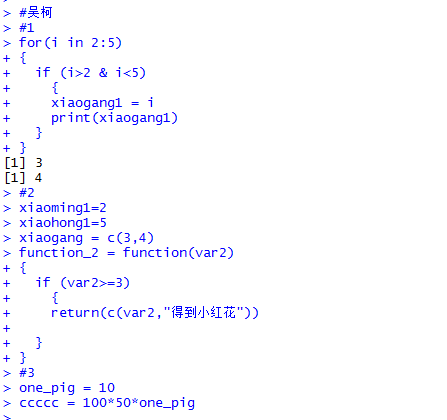 > #吴柯
> #1
> for(i in 2:5)
+ {
+   if (i>2 & i<5)
+     {
+     xiaogang1 = i
+     print(xiaogang1)
+   }
+ }
[1] 3
[1] 4
> #2
> xiaoming1=2
> xiaohong1=5
> xiaogang = c(3,4)
> function_2 = function(var2)
+ {
+   if (var2>=3)
+     {
+     return(c(var2,"得到小红花"))
+
+   }
+ }
> #3
> one_pig = 10
> ccccc = 100*50*one_pig
>